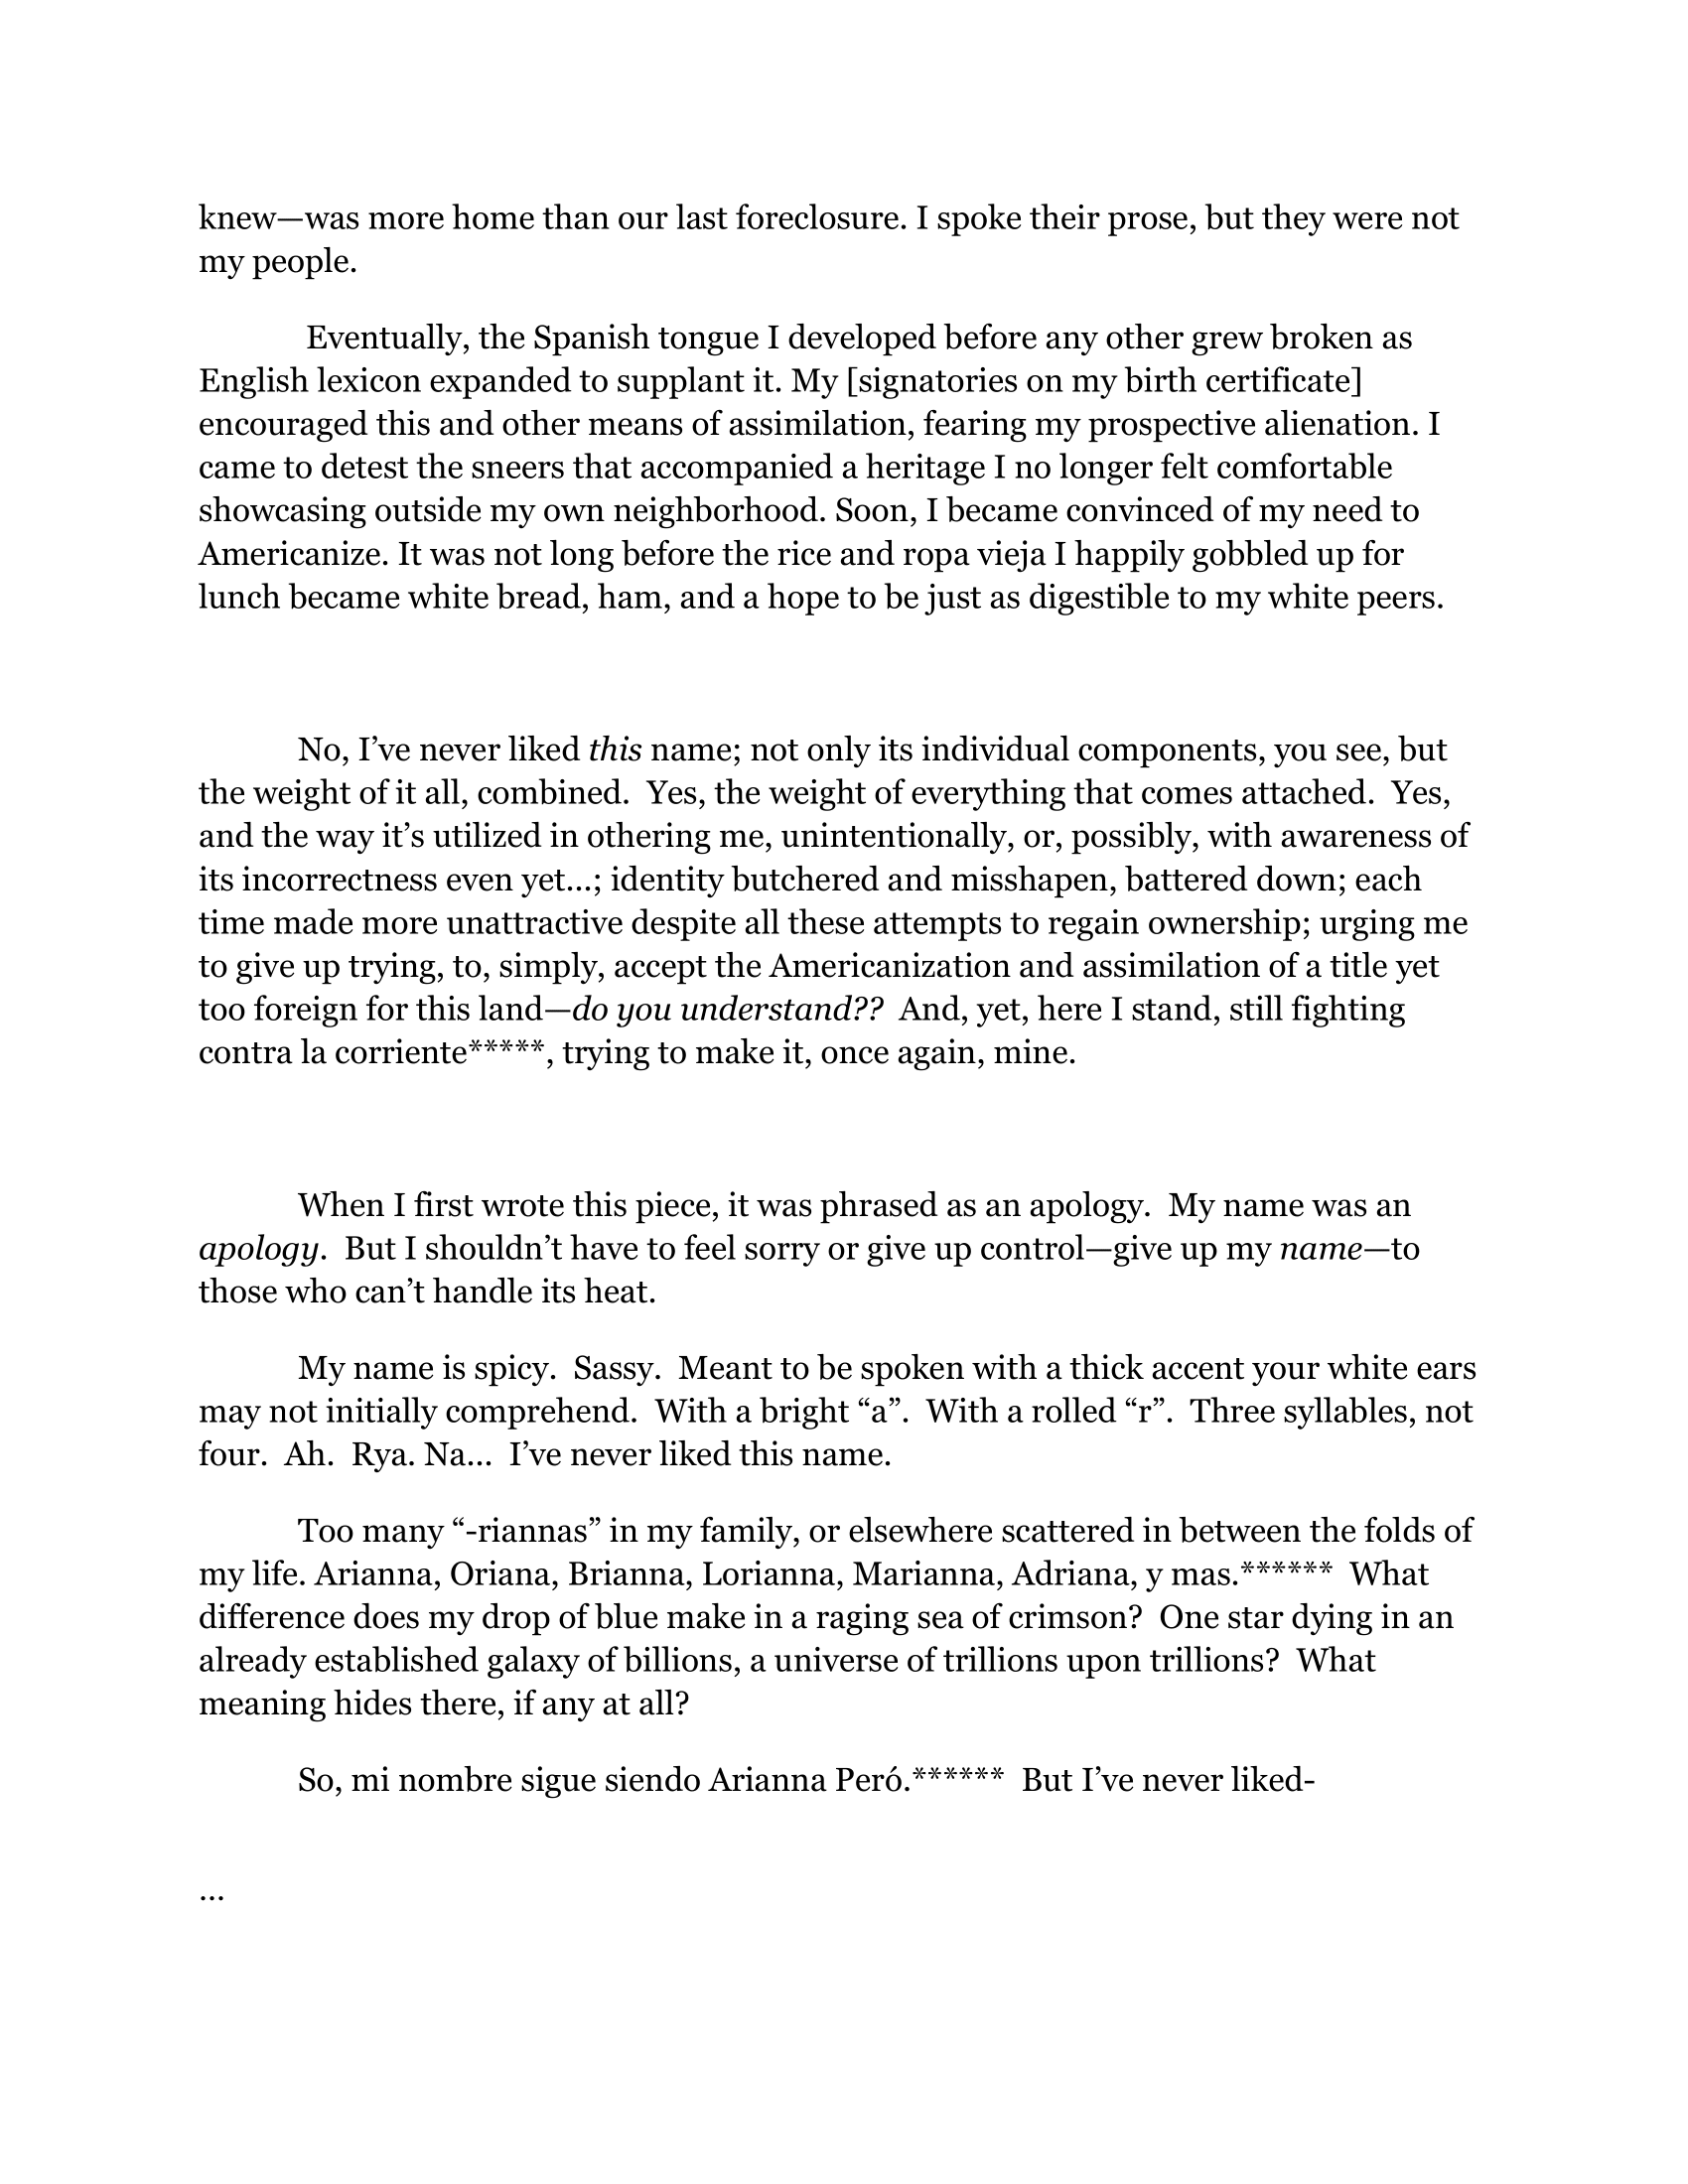 knew—was more home than our last foreclosure. I spoke their prose, but they were not
my people.
Eventually, the Spanish tongue I developed before any other grew broken as
English lexicon expanded to supplant it. My [signatories on my birth certificate]
encouraged this and other means of assimilation, fearing my prospective alienation. I
came to detest the sneers that accompanied a heritage I no longer felt comfortable
showcasing outside my own neighborhood. Soon, I became convinced of my need to
Americanize. It was not long before the rice and ropa vieja I happily gobbled up for
lunch became white bread, ham, and a hope to be just as digestible to my white peers.
No, I’ve never liked this name; not only its individual components, you see, but
the weight of it all, combined.  Yes, the weight of everything that comes attached.  Yes,
and the way it’s utilized in othering me, unintentionally, or, possibly, with awareness of
its incorrectness even yet…; identity butchered and misshapen, battered down; each
time made more unattractive despite all these attempts to regain ownership; urging me
to give up trying, to, simply, accept the Americanization and assimilation of a title yet
too foreign for this land—do you understand??  And, yet, here I stand, still fighting
contra la corriente*****, trying to make it, once again, mine.
When I first wrote this piece, it was phrased as an apology.  My name was an
apology.  But I shouldn’t have to feel sorry or give up control—give up my name—to
those who can’t handle its heat.
My name is spicy.  Sassy.  Meant to be spoken with a thick accent your white ears
may not initially comprehend.  With a bright “a”.  With a rolled “r”.  Three syllables, not
four.  Ah.  Rya. Na…  I’ve never liked this name.
Too many “-riannas” in my family, or elsewhere scattered in between the folds of
my life. Arianna, Oriana, Brianna, Lorianna, Marianna, Adriana, y mas.******  What
difference does my drop of blue make in a raging sea of crimson?  One star dying in an
already established galaxy of billions, a universe of trillions upon trillions?  What
meaning hides there, if any at all?
So, mi nombre sigue siendo Arianna Peró.******  But I’ve never liked-
…